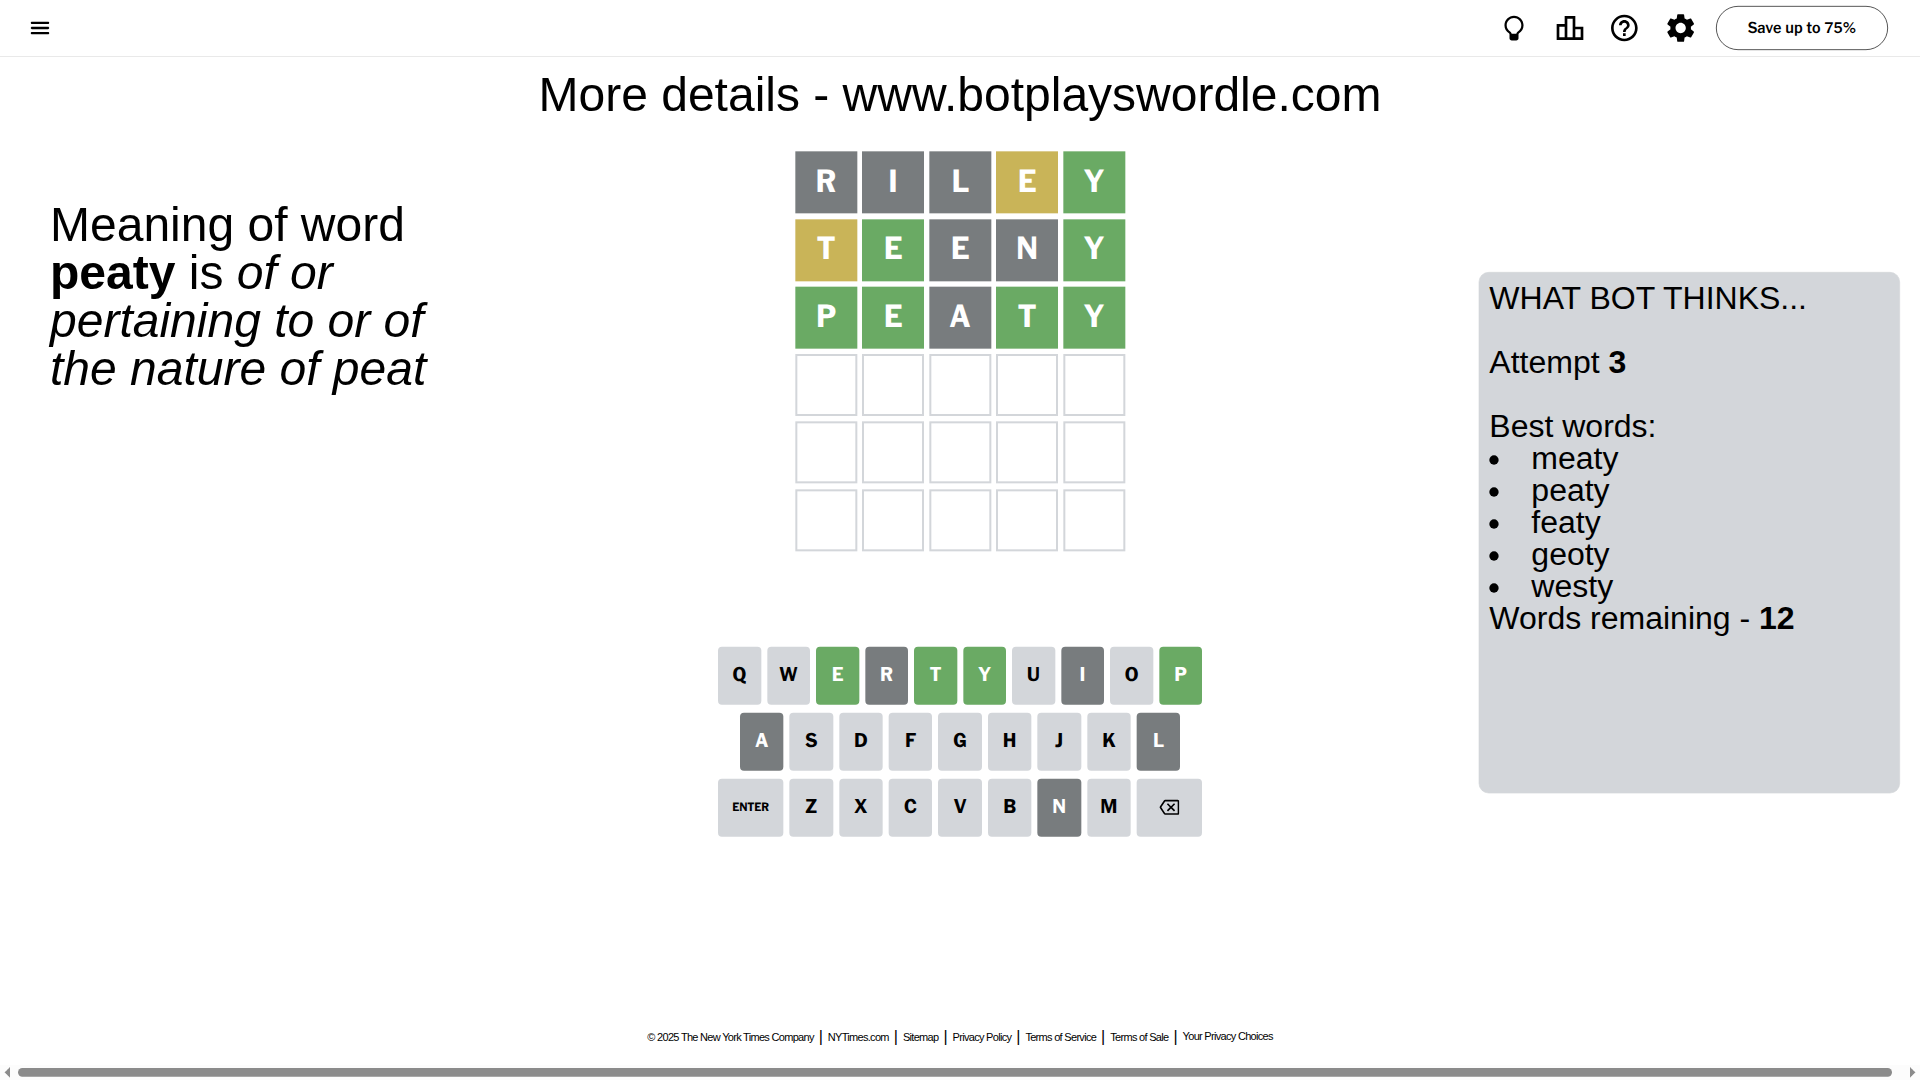 Save up to 75%
More details - www.botplayswordle.com
Meaning of word
peaty is of or
pertaining to or of
the nature of peat
R I L E Y
T E E N Y
P E A T Y
WHAT BOT THINKS...
Attempt 3
Best words:
• meaty
• peaty
• featy
• geoty
• westy
Words remaining - 12
Q W E R T Y U I O P
A S D F G H J K L
ENTER Z X C V B N M
© 2025 The New York Times Company | NYTimes.com | Sitemap | Privacy Policy | Terms of Service | Terms of Sale | Your Privacy Choices